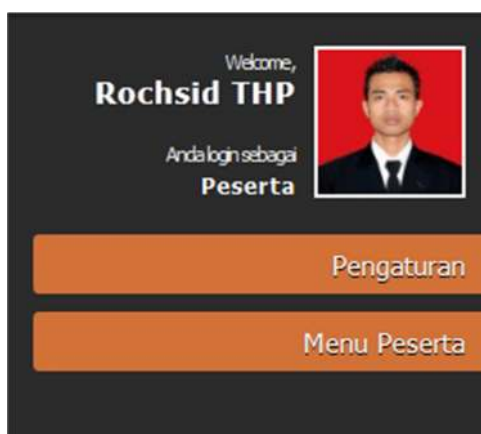 Welcome,
Rochsid THP
Anda login sebagai
Peserta
Pengaturan
Menu Peserta